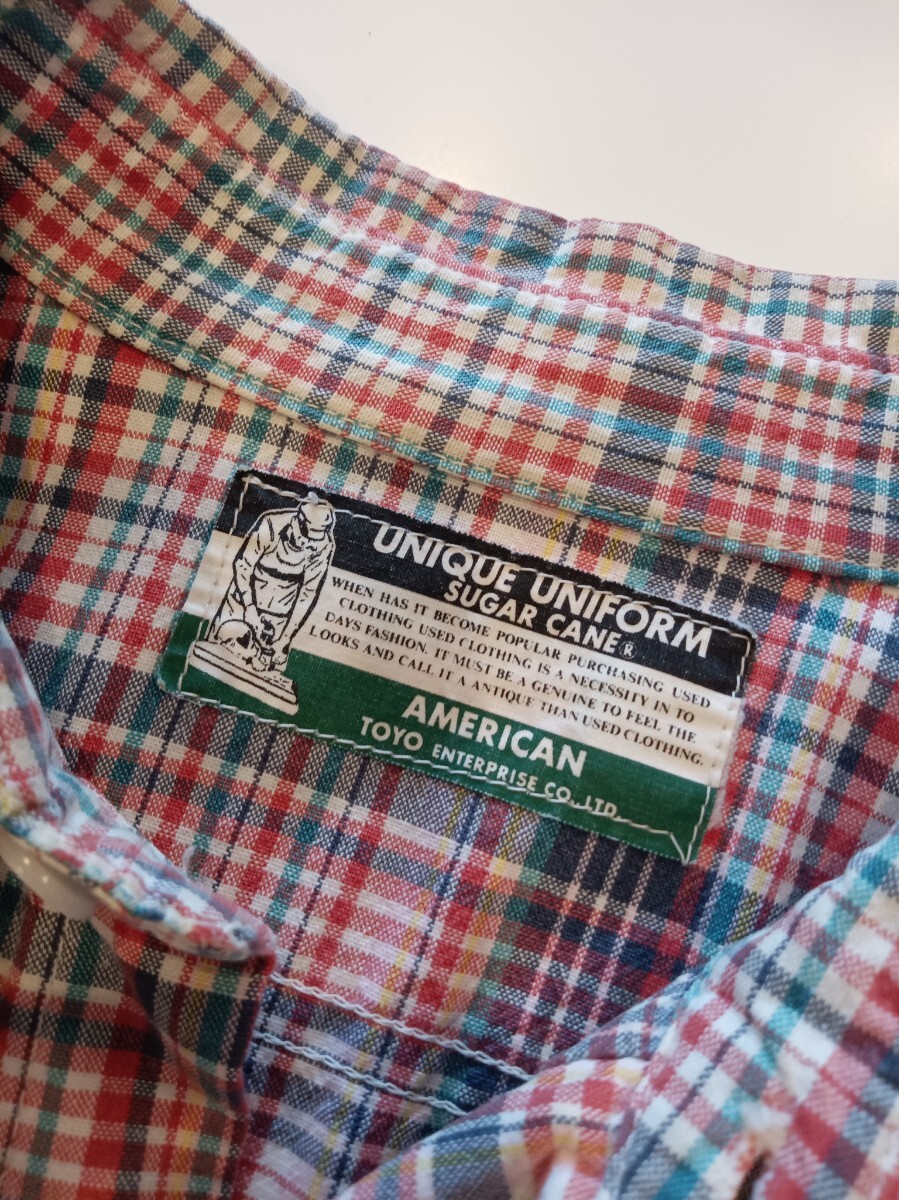 UNIQUE UNIFORM
SUGAR CANE®
WHEN HAS IT BECOME POPULAR PURCHASING USED
CLOTHING USED CLOTHING IS A NECESSITY IN TO
DAYS FASHION. IT MUST BE A GENUINE TO FEEL THE
LOOKS AND CALL IT A ANTIQUE THAN USED CLOTHING.
AMERICAN
TOYO ENTERPRISE CO., LTD.